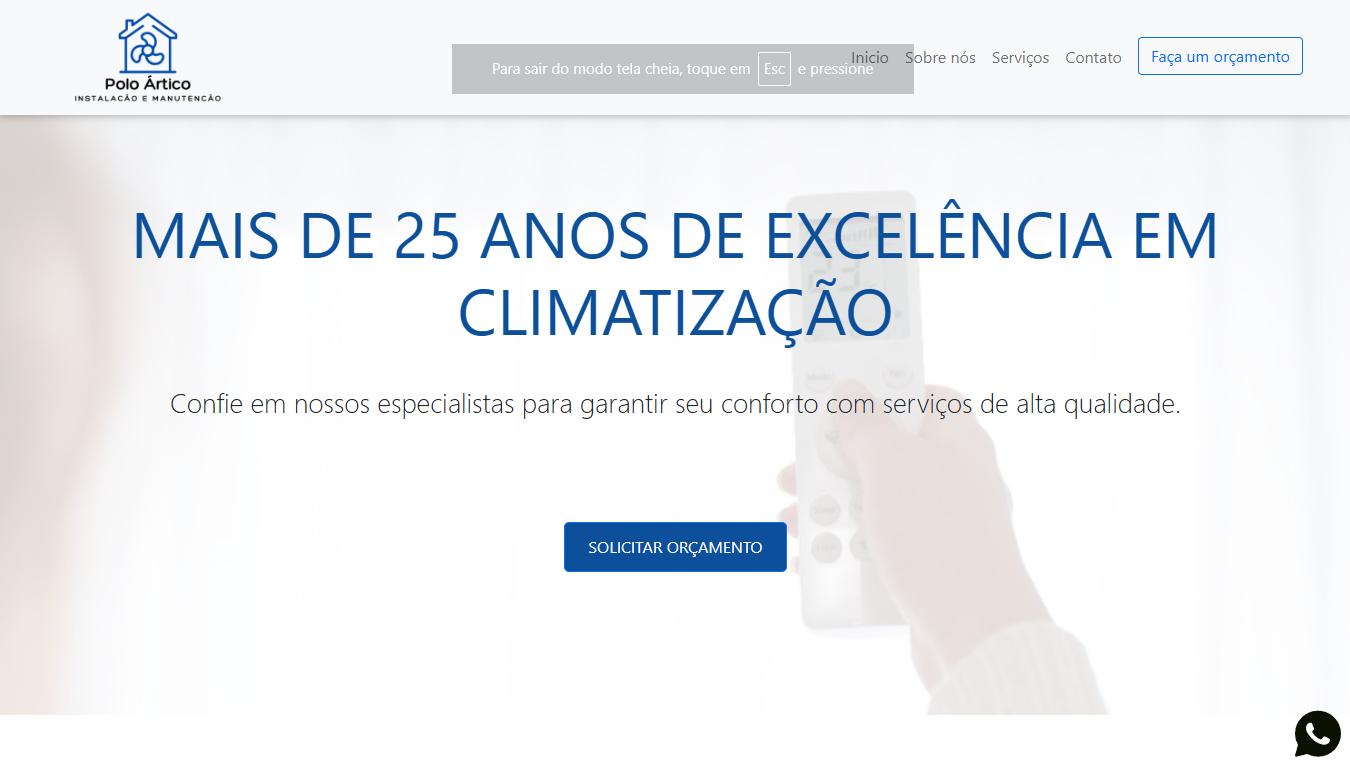 Polo Ártico
INSTALACÃO E MANUTENCÃO
Para sair do modo tela cheia, toque em Esc e pressione
Inicio Sobre nós Serviços Contato Faça um orçamento
MAIS DE 25 ANOS DE EXCELÊNCIA EM
CLIMATIZAÇÃO
Confie em nossos especialistas para garantir seu conforto com serviços de alta qualidade.
SOLICITAR ORÇAMENTO